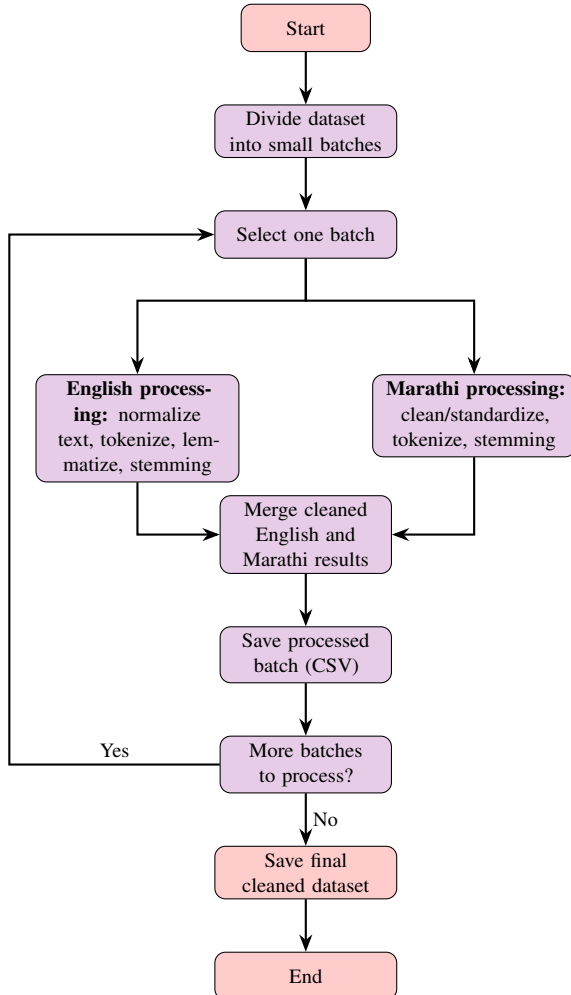 Start
Divide dataset
into small batches
Select one batch
English process-
ing: normalize
text, tokenize, lem-
matize, stemming
Marathi processing:
clean/standardize,
tokenize, stemming
Merge cleaned
English and
Marathi results
Save processed
batch (CSV)
Yes
More batches
to process?
No
Save final
cleaned dataset
End